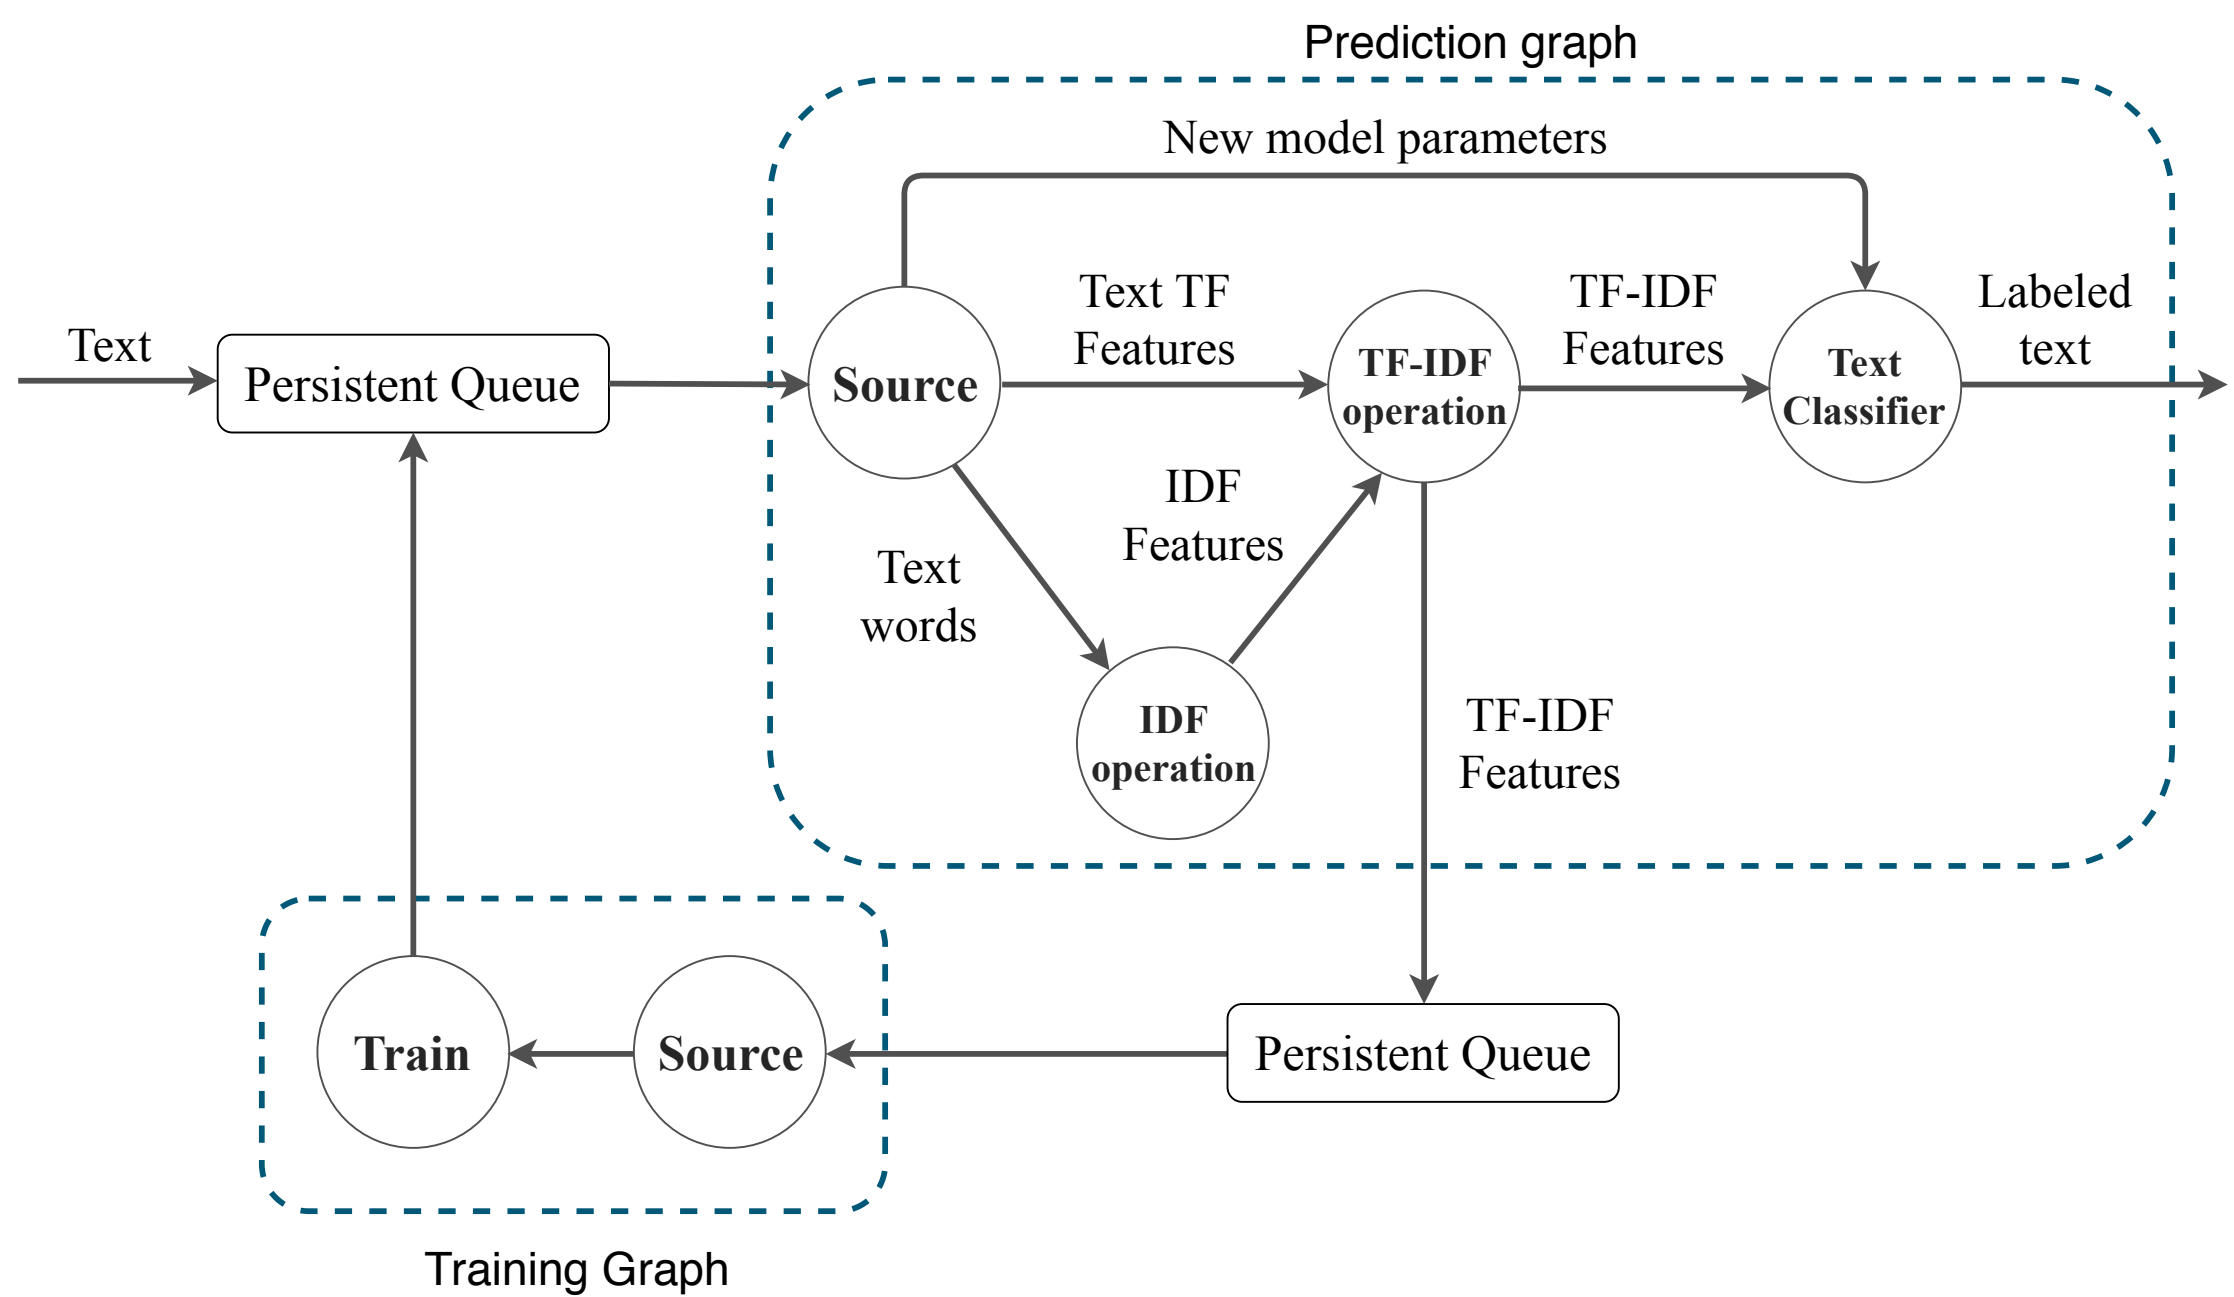 Prediction graph
New model parameters
Text
Persistent Queue
Source
Text TF
Features
TF-IDF
operation
TF-IDF
Features
Text
Classifier
Labeled
text
Text
words
IDF
Features
IDF
operation
TF-IDF
Features
Train
Source
Persistent Queue
Training Graph